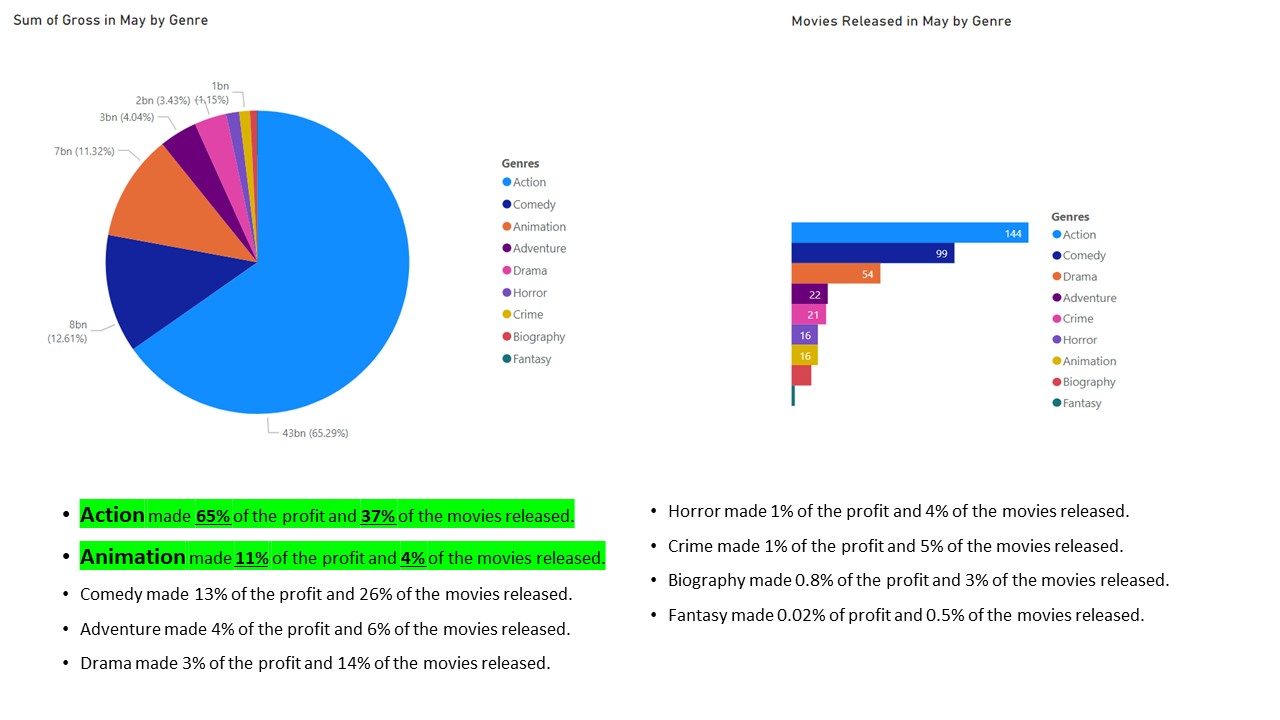 Sum of Gross in May by Genre
1bn
2bn (3.43%) (1.15%)
3bn (4.04%)
7bn (11.32%)
8bn
(12.61%)
43bn (65.29%)
Genres
Action
Comedy
Animation
Adventure
Drama
Horror
Crime
Biography
Fantasy
Movies Released in May by Genre
144
99
54
22
21
16
16
Genres
Action
Comedy
Drama
Adventure
Crime
Horror
Animation
Biography
Fantasy
• Action made 65% of the profit and 37% of the movies released.
• Animation made 11% of the profit and 4% of the movies released.
• Comedy made 13% of the profit and 26% of the movies released.
• Adventure made 4% of the profit and 6% of the movies released.
• Drama made 3% of the profit and 14% of the movies released.
• Horror made 1% of the profit and 4% of the movies released.
• Crime made 1% of the profit and 5% of the movies released.
• Biography made 0.8% of the profit and 3% of the movies released.
• Fantasy made 0.02% of profit and 0.5% of the movies released.